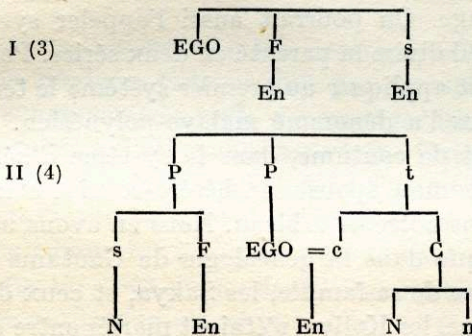 I (3)
EGO F s
En En
II (4)
P P t
s F EGO = c C
N En En N n